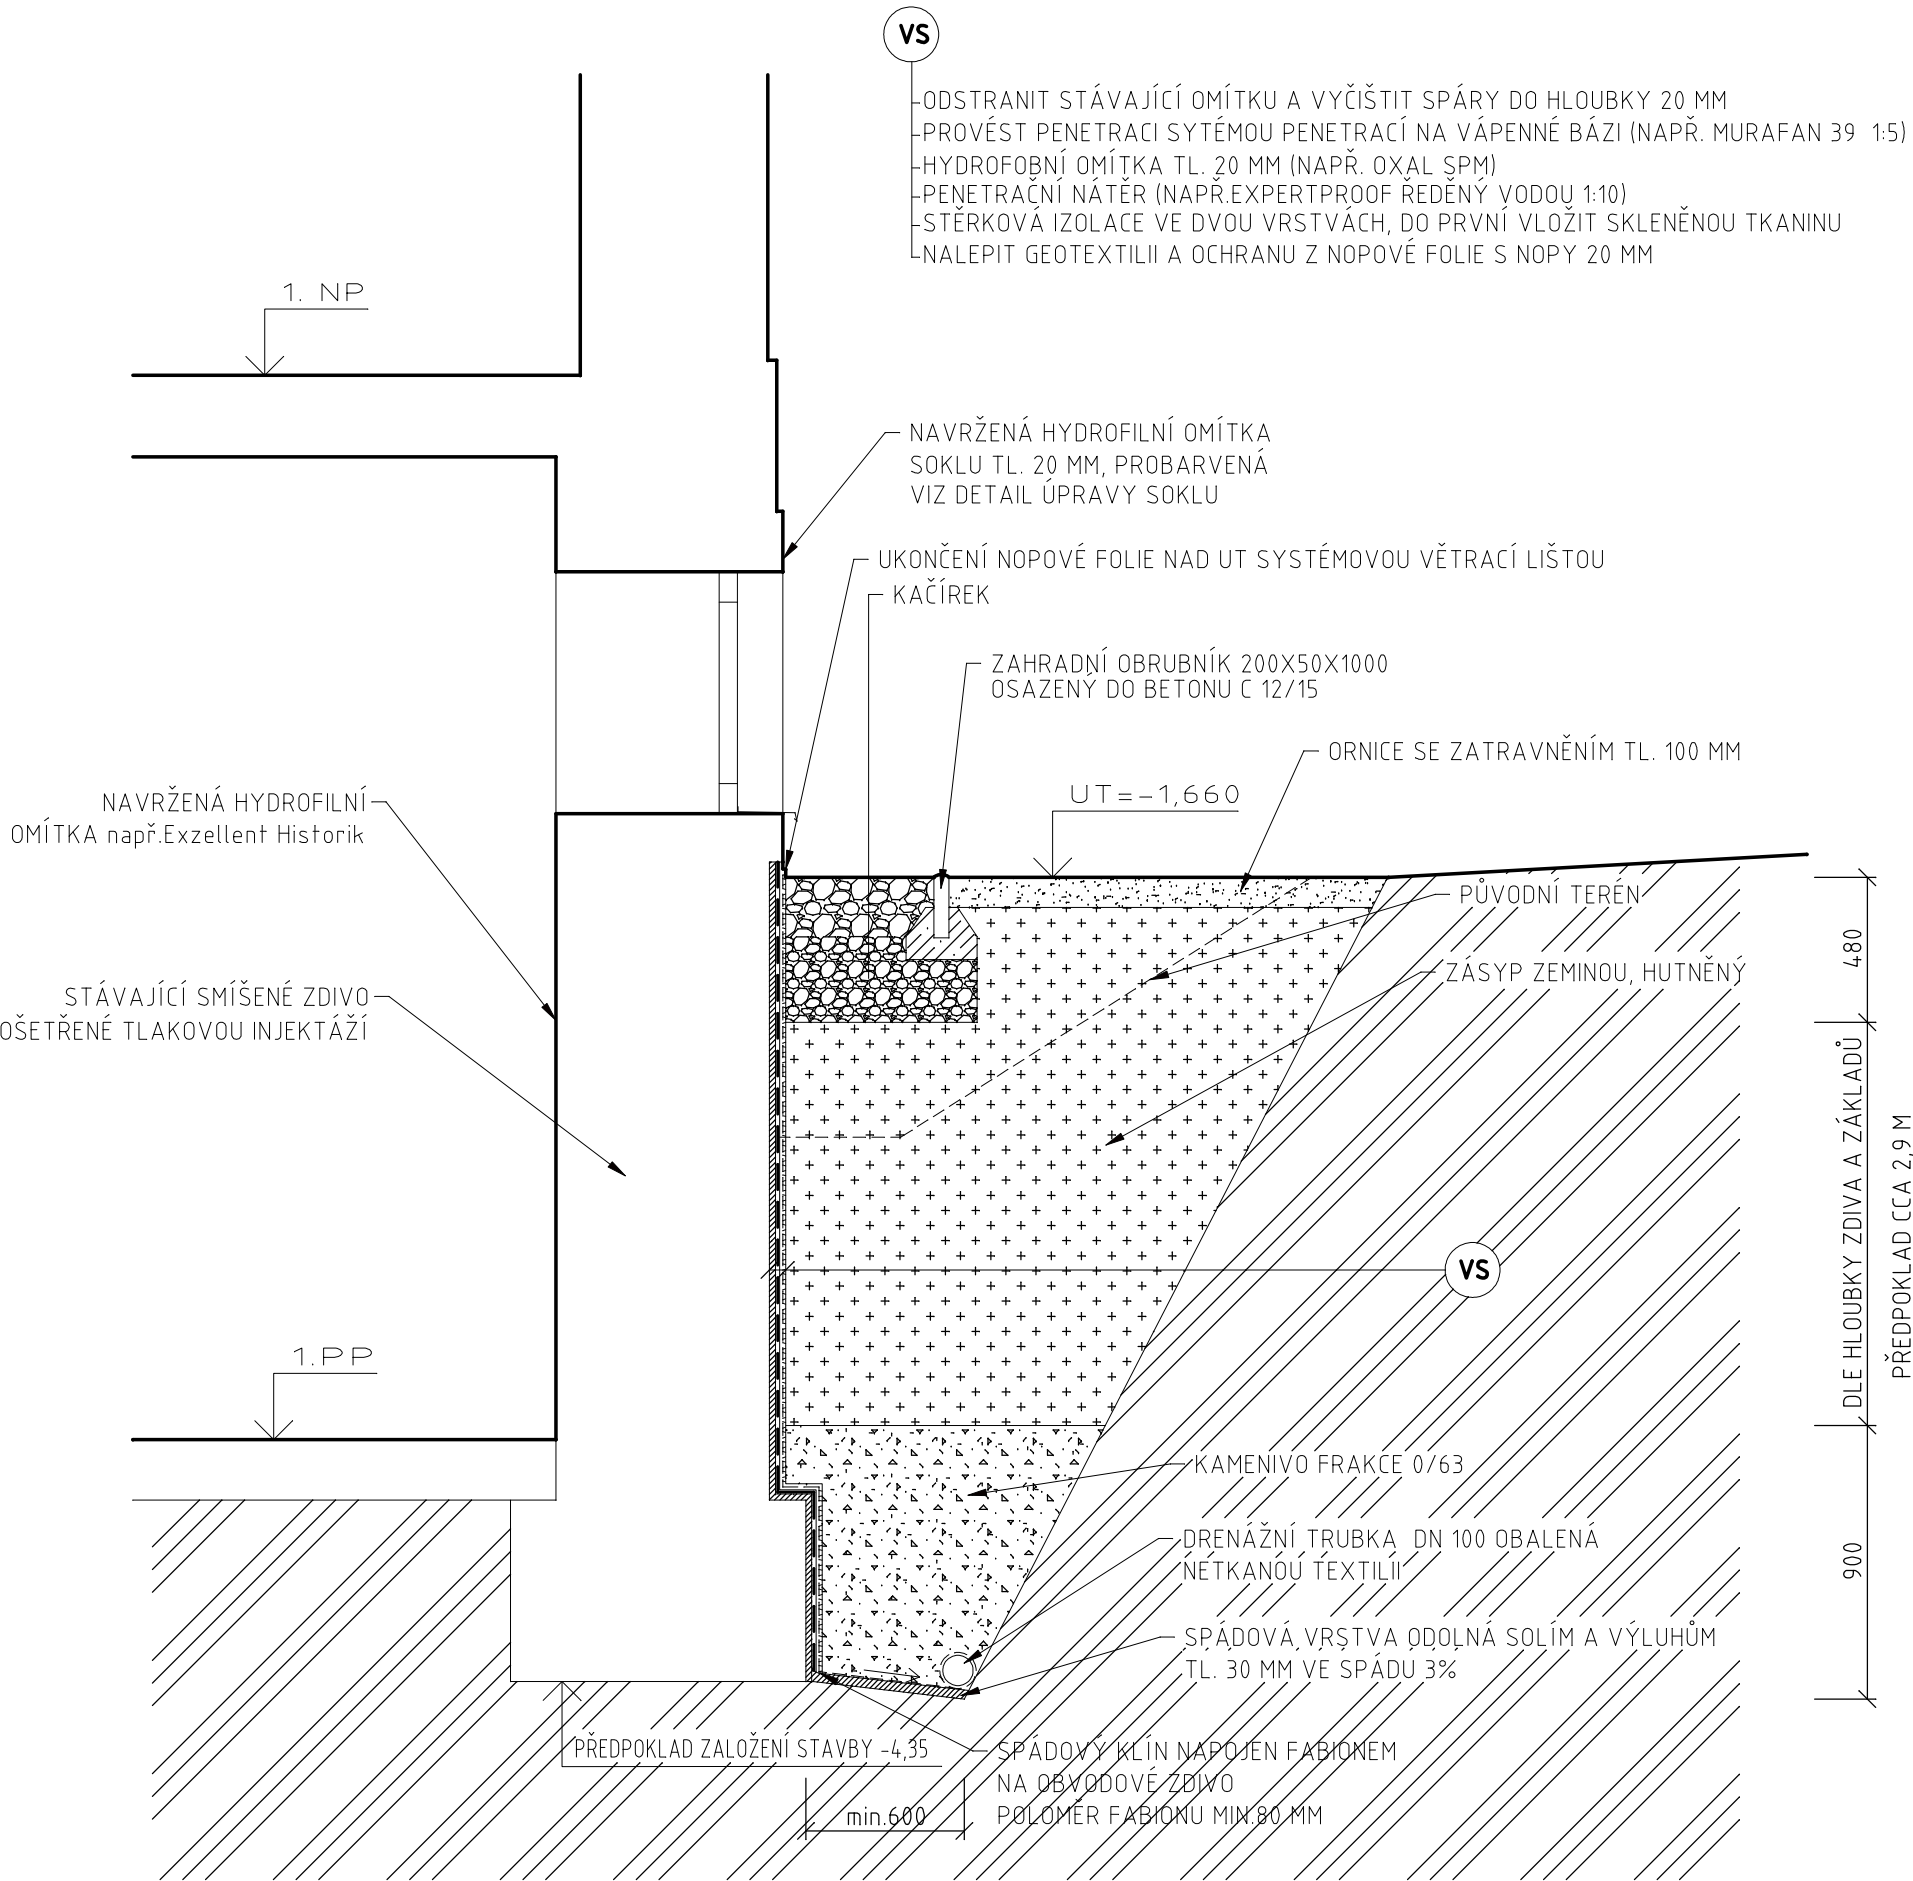 VS
ODSTRANIT STÁVAJÍCÍ OMÍTKU A VYČIŠTIT SPÁRY DO HLOUBKY 20 MM
PROVÉST PENETRACI SYTÉMOU PENETRACÍ NA VÁPENNÉ BÁZI (NAPŘ. MURAFAN 39 1:5)
HYDROFOBNÍ OMÍTKA TL. 20 MM (NAPŘ. OXAL SPM)
PENETRAČNÍ NÁTĚR (NAPŘ.EXPERTPROOF ŘEDĚNÝ VODOU 1:10)
STĚRKOVÁ IZOLACE VE DVOU VRSTVÁCH, DO PRVNÍ VLOŽIT SKLENĚNOU TKANINU
NALEPIT GEOTEXTILII A OCHRANU Z NOPOVÉ FOLIE S NOPY 20 MM
1. NP
NAVRŽENÁ HYDROFILNÍ OMÍTKA
SOKLU TL. 20 MM, PROBARVENÁ
VIZ DETAIL ÚPRAVY SOKLU
UKONČENÍ NOPOVÉ FOLIE NAD UT SYSTÉMOVOU VĚTRACÍ LIŠTOU
KAČÍREK
ZAHRADNÍ OBRUBNÍK 200X50X1000
OSAZENÝ DO BETONU C 12/15
ORNICE SE ZATRAVNĚNÍM TL. 100 MM
UT=-1,660
NAVRŽENÁ HYDROFILNÍ
OMÍTKA např.Exzellent Historik
PŮVODNÍ TERÉN
480
ZÁSYP ZEMINOU, HUTNĚNÝ
STÁVAJÍCÍ SMÍŠENÉ ZDIVO
OŠETŘENÉ TLAKOVOU INJEKTÁŽÍ
DLE HLOUBKY ZDIVA A ZÁKLADŮ
PŘEDPOKLAD CCA 2,9 M
VS
1.PP
KAMENIVO FRAKCE 0/63
DRENÁŽNÍ TRUBKA DN 100 OBALENÁ
NETKANOU TEXTILIÍ
900
SPÁDOVÁ VRSTVA ODOLNÁ SOLÍM A VÝLUHŮM
TL. 30 MM VE SPÁDU 3%
PŘEDPOKLAD ZALOŽENÍ STAVBY -4,35
SPÁDOVÝ KLÍN NAPOJEN FABIONEM
NA OBVODOVÉ ZDIVO
POLOMĚR FABIONU MIN.80 MM
min.600